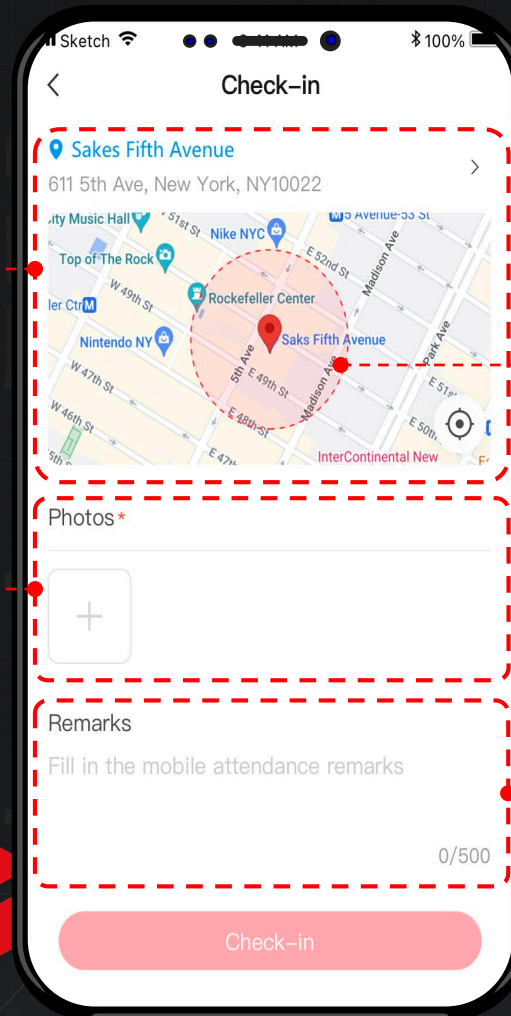 Sketch
100%
Check-in
Sakes Fifth Avenue
611 5th Ave, New York, NY10022
ity Music Hall
W 51st St
M 5 Avenue-53 St
Nike NYC
E 52nd St
Madison Ave
Top of The Rock
W 49th St
Rockefeller Center
ler Ctr M
Nintendo NY
Saks Fifth Avenue
Park Ave
5th Ave
E 49th St
Madison Ave
W 47th St
E 51st
W 46th St
E 48th St
E 50th
5th
E 47th
InterContinental New
Photos*
Remarks
Fill in the mobile attendance remarks
0/500
Check-in